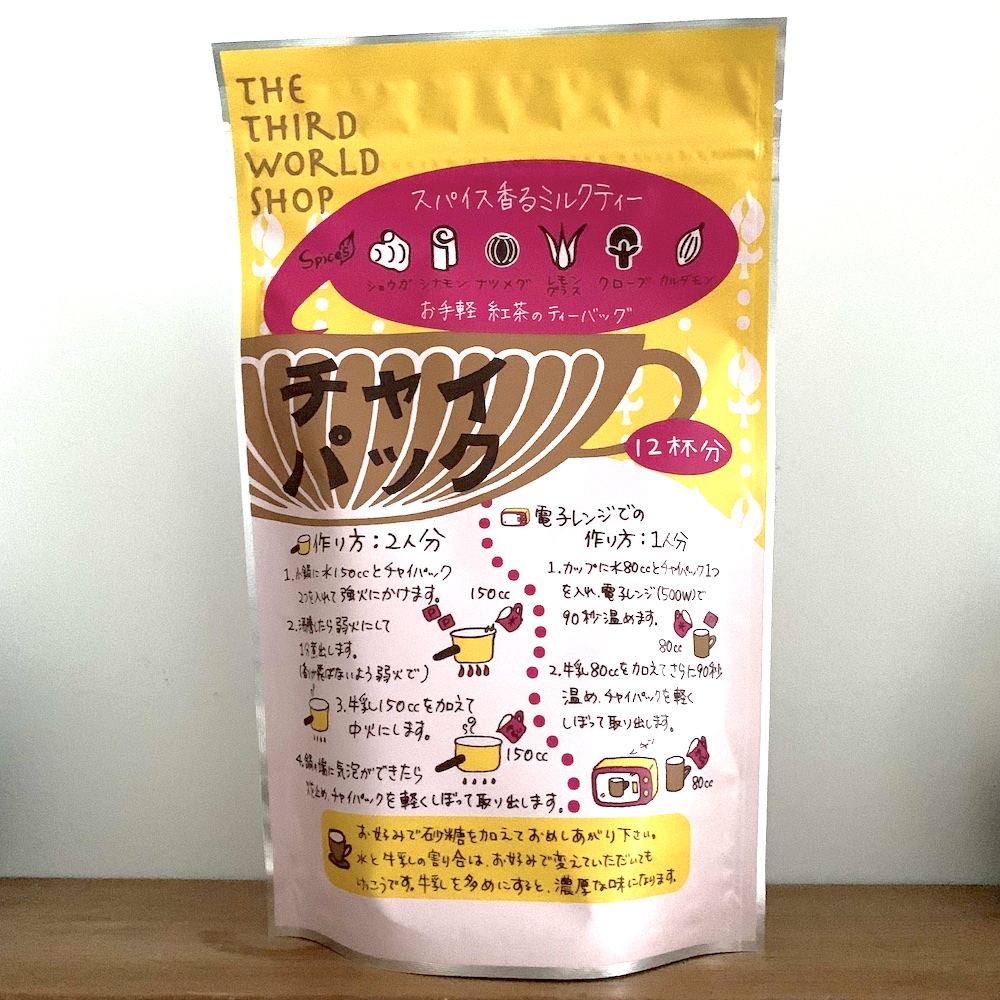 THE
THIRD
WORLD
SHOP
スパイス香るミルクティー
Spices
ショウガ シナモン ナツメグ レモン
グラス クローブ カルダモン
お手軽 紅茶のティーバッグ
チャイ
パック
12杯分
作り方：2人分
1.小鍋に水150ccとチャイパック
2つを入れて強火にかけます。
150cc
2.沸騰したら弱火にして
煮出します。
(香りが飛ばないよう弱火で)
3.牛乳150ccを加えて
中火にします。
150cc
4.鍋の端に気泡ができたら
火を止め、チャイパックを軽くしぼって取り出します。
電子レンジでの
作り方：1人分
1.カップに水80ccとチャイパック1つ
を入れ、電子レンジ(500W)で
90秒温めます。
80cc
2.牛乳80ccを加えてさらに90秒
温め、チャイパックを軽く
しぼって取り出します。
80cc
お好みで砂糖を加えておめしあがり下さい。
水と牛乳の割り合は、お好みで変えていただいても
けっこうです。牛乳を多めにすると、濃厚な味になります。